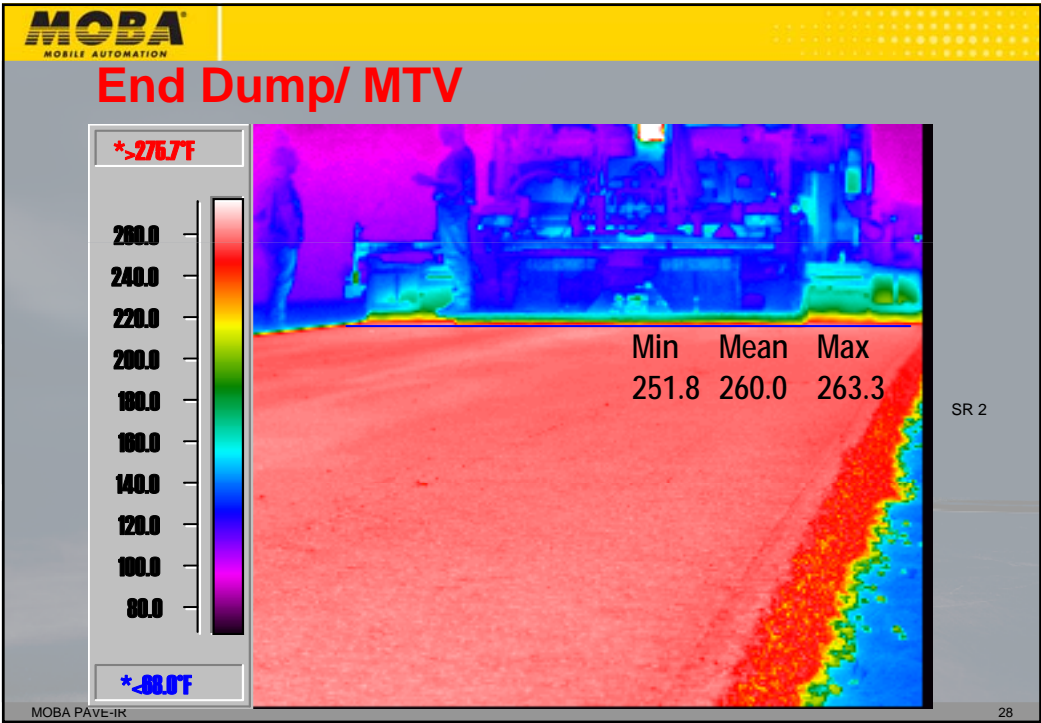 MOBA
MOBILE AUTOMATION
End Dump/ MTV
*>275.7°F
260.0
240.0
220.0
200.0
180.0
160.0
140.0
120.0
100.0
80.0
*<68.0°F
Min Mean Max
251.8 260.0 263.3
SR 2
MOBA PAVE-IR
28